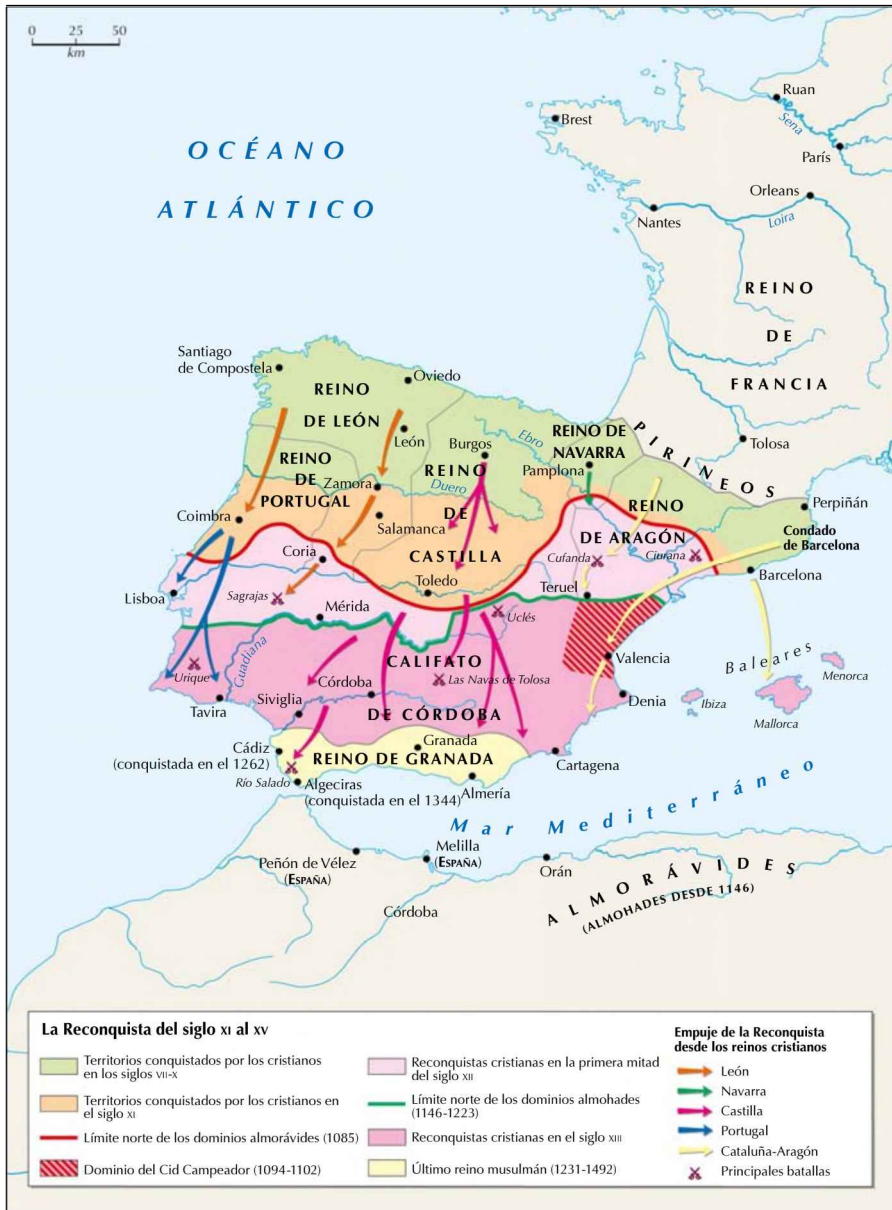 0 25 50
km
OCÉANO
ATLÁNTICO
Ruan
Sena
Brest
París
Orleans
Nantes
Loira
REINO
DE
FRANCIA
Tolosa
PIRINEOS
Perpiñán
Santiago
de Compostela
Oviedo
REINO
DE LEÓN
León
Burgos
Ebro
REINO DE
NAVARRA
Pamplona
REINO
DE
PORTUGAL
Zamora
REINO
DE
CASTILLA
Duero
Salamanca
Coimbra
REINO
DE ARAGÓN
Condado
de Barcelona
Barcelona
Coria
Cufanda
Ciurana
Toledo
Teruel
Lisboa
Sagrajas
Mérida
Uclés
Guadiana
CALIFATO
DE CÓRDOBA
Valencia
Baleares
Menorca
Urique
Córdoba
Las Navas de Tolosa
Tavira
Siviglia
Denia
Ibiza
Mallorca
Cádiz
(conquistada en el 1262)
Granada
REINO DE GRANADA
Cartagena
Río Salado
Algeciras
(conquistada en el 1344)
Almería
Mar Mediterráneo
Peñón de Vélez
(ESPAÑA)
Melilla
(ESPAÑA)
Orán
Córdoba
ALMORÁVIDES
(ALMOHADES DESDE 1146)
La Reconquista del siglo XI al XV
Territorios conquistados por los cristianos
en los siglos VII-X
Territorios conquistados por los cristianos en
el siglo XI
Límite norte de los dominios almorávides (1085)
Dominio del Cid Campeador (1094-1102)
Reconquistas cristianas en la primera mitad
del siglo XII
Límite norte de los dominios almohades
(1146-1223)
Reconquistas cristianas en el siglo XIII
Último reino musulmán (1231-1492)
Empuje de la Reconquista
desde los reinos cristianos
León
Navarra
Castilla
Portugal
Cataluña-Aragón
Principales batallas